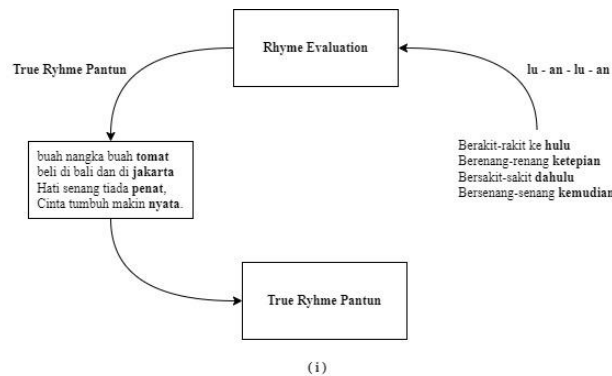 Rhyme Evaluation
True Ryhme Pantun
lu - an - lu - an
buah nangka buah tomat
beli di bali dan di jakarta
Hati senang tiada penat,
Cinta tumbuh makin nyata.
Berakit-rakit ke hulu
Berenang-renang ketepian
Bersakit-sakit dahulu
Bersenang-senang kemudian
True Ryhme Pantun
( i )